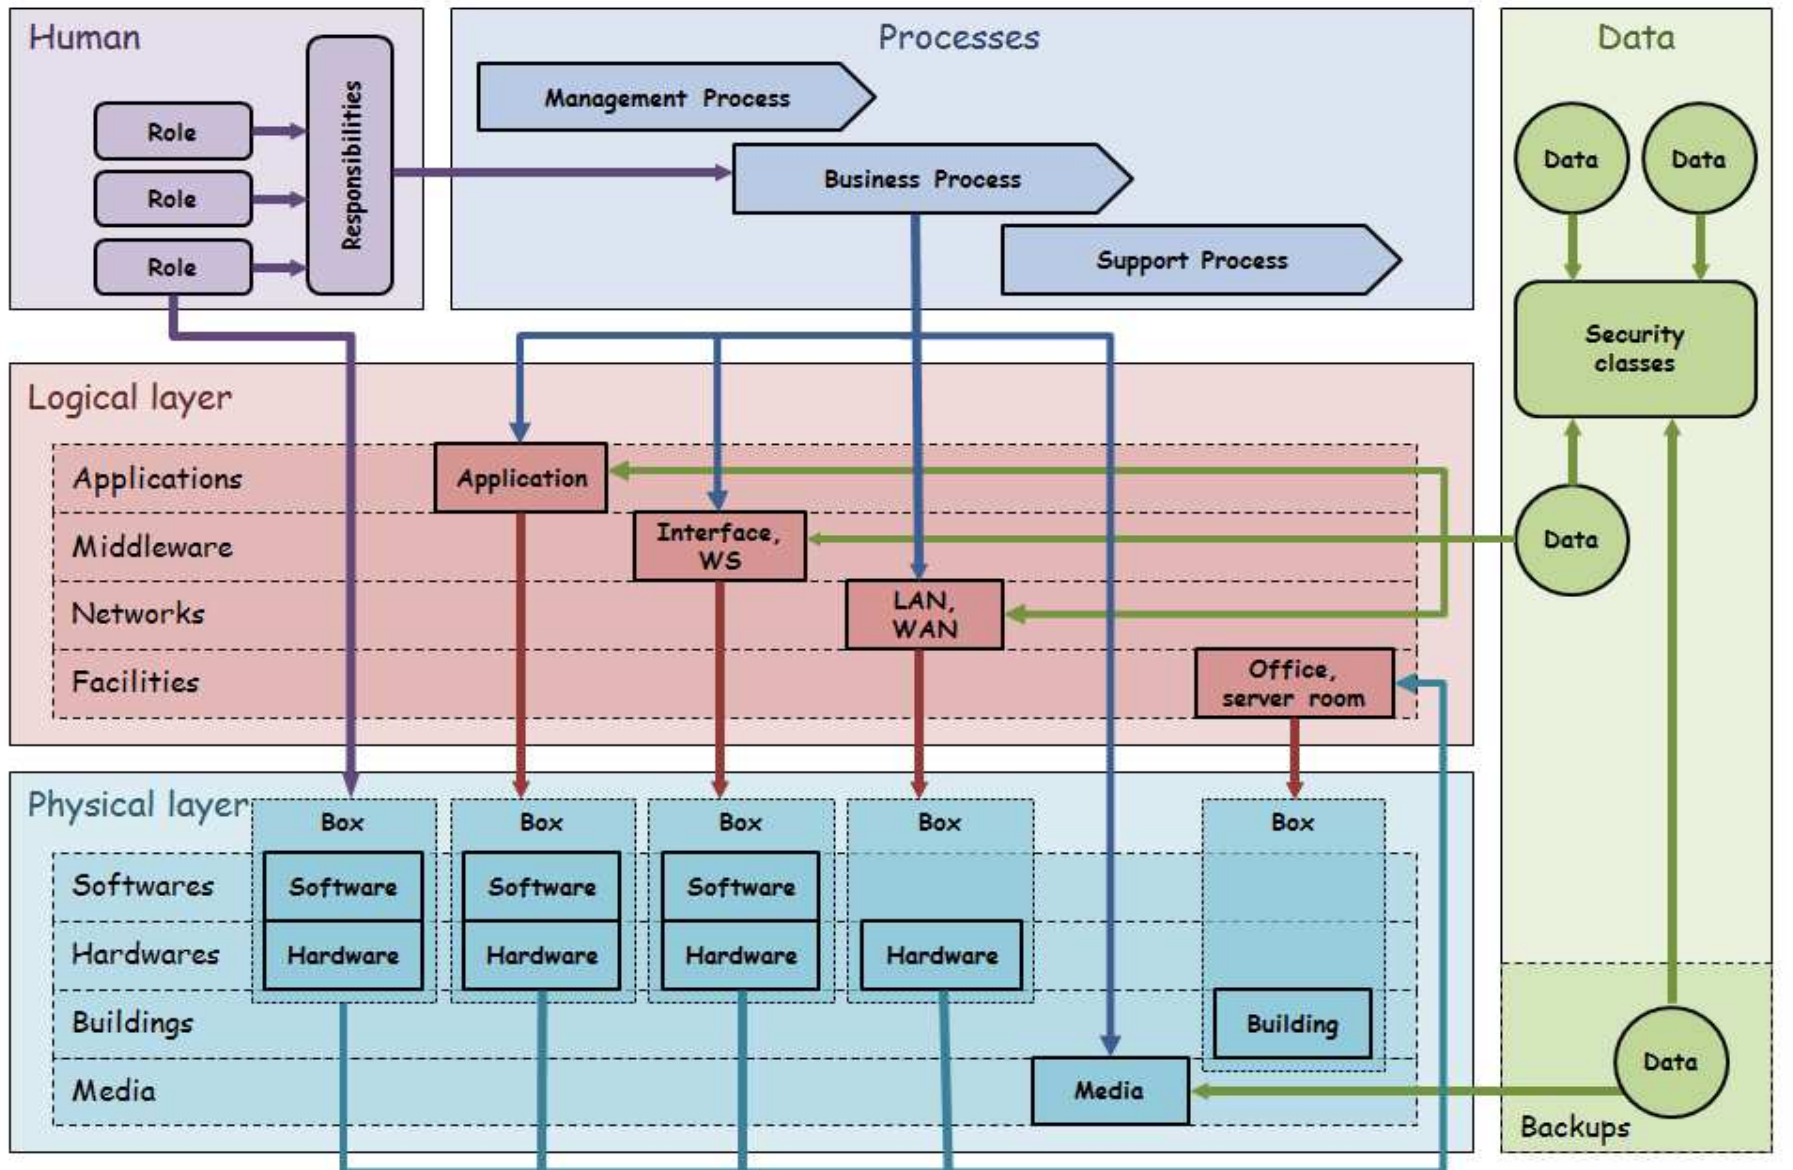 Human
Role
Role
Role
Responsibilities
Processes
Management Process
Business Process
Support Process
Data
Data
Data
Security
classes
Data
Data
Backups
Logical layer
Applications
Application
Middleware
Interface,
WS
Networks
LAN,
WAN
Facilities
Office,
server room
Physical layer
Box
Box
Box
Box
Box
Softwares
Software
Software
Software
Hardwares
Hardware
Hardware
Hardware
Hardware
Buildings
Building
Media
Media